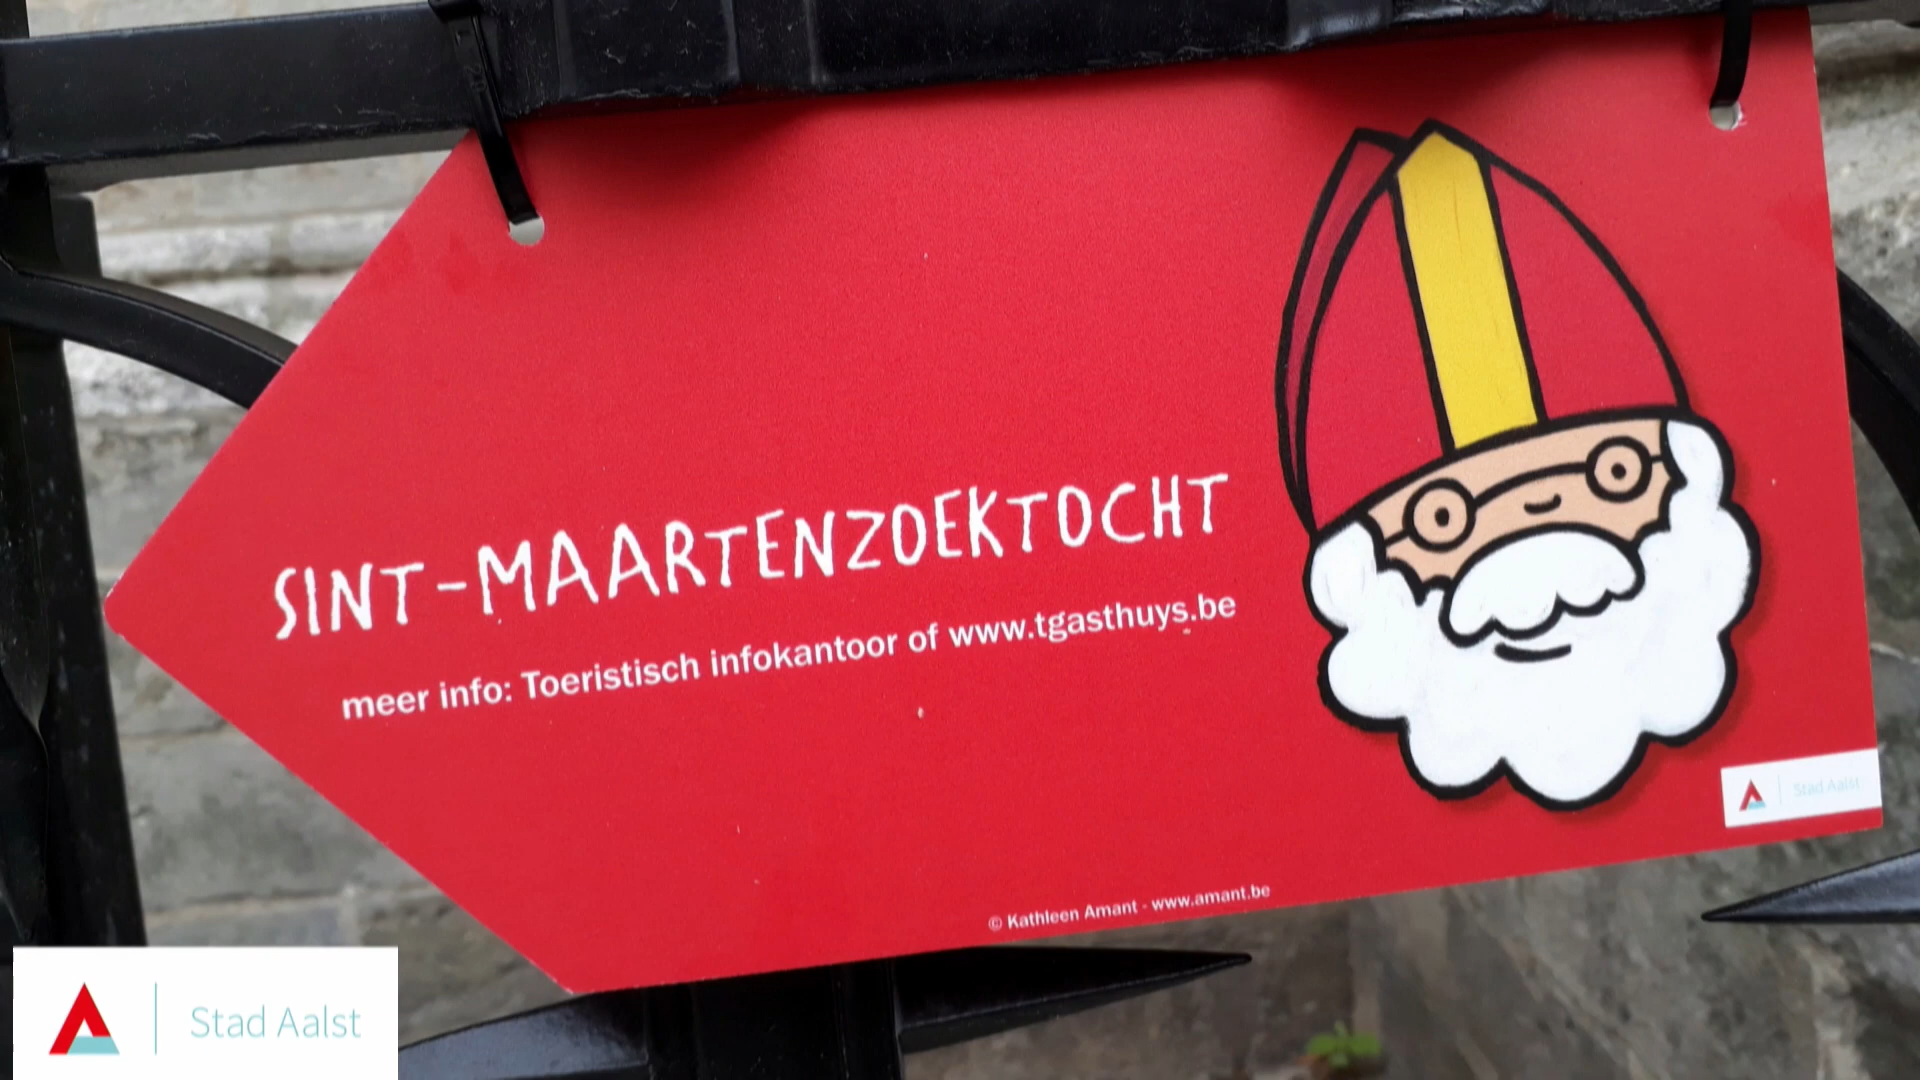 SINT-MAARTENZOEKTOCHT
meer info: Toeristisch infokantoor of www.tgasthuys.be
Stad Aalst
© Kathleen Amant - www.amant.be
Stad Aalst